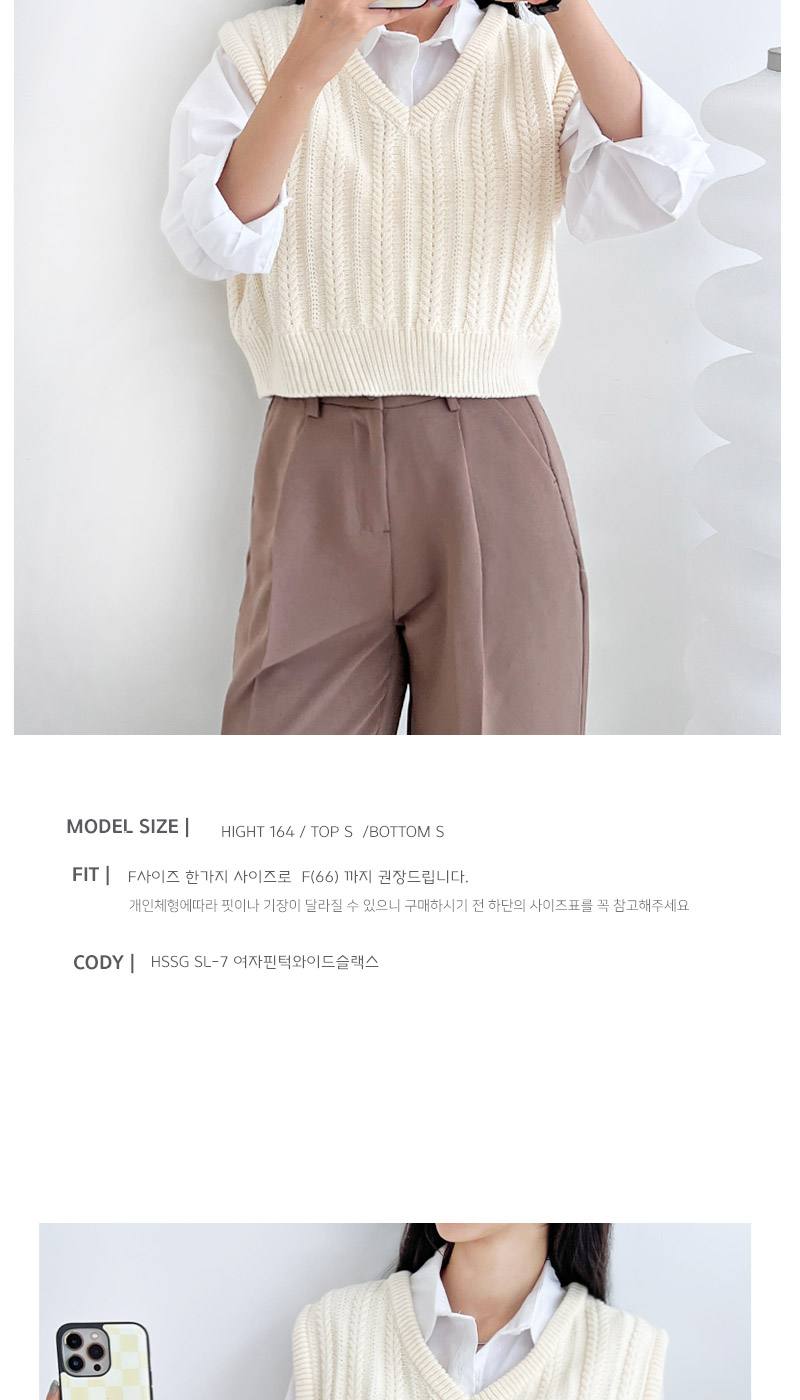 MODEL SIZE | HIGHT 164 / TOP S /BOTTOM S
FIT | F사이즈 한가지 사이즈로 F(66) 까지 권장드립니다.
개인체형에따라 핏이나 기장이 달라질 수 있으니 구매하시기 전 하단의 사이즈표를 꼭 참고해주세요
CODY | HSSG SL-7 여자핀턱와이드슬랙스